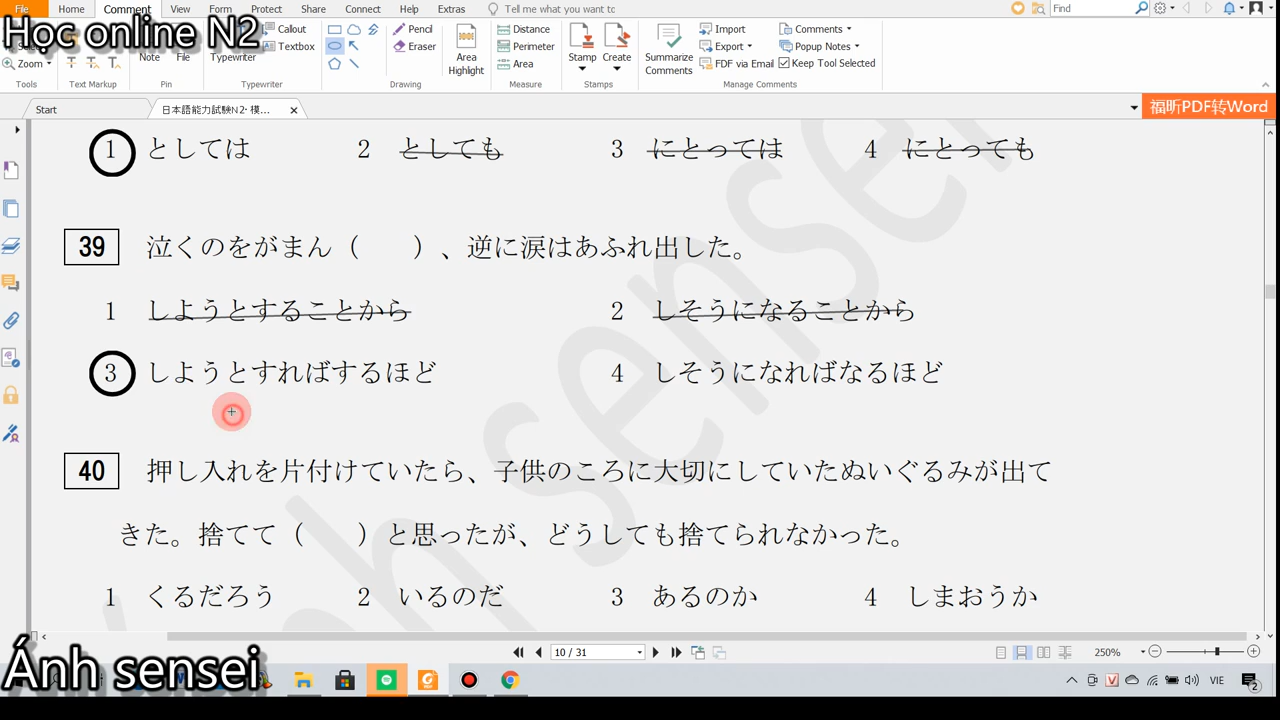 File Home Comment View Form Protect Share Connect Help Extras Tell me what you want to Find
Học online N2
Callout Pencil Distance Import Comments
Textbox Eraser Perimeter Export Popup Notes
Zoom Typewriter Note File Area Highlight Area Stamp Create Summarize Comments FDF via Email Keep Tool Selected
Tools Text Markup Pin Typewriter Drawing Measure Stamps Manage Comments
Start 日本語能力試験N2· 模... 福昕PDF转Word
1 としては 2 としても 3 にとっては 4 にとっても
39 泣くのをがまん（ ）、逆に涙はあふれ出した。
1 しようとすることから 2 しそうになることから
3 しようとすればするほど 4 しそうになればなるほど
40 押し入れを片付けていたら、子供のころに大切にしていたぬいぐるみが出て
きた。捨てて（ ）と思ったが、どうしても捨てられなかった。
1 くるだろう 2 いるのだ 3 あるのか 4 しまおうか
Ánh sensei
10 / 31 250%
Ánh sensei
VIE 2